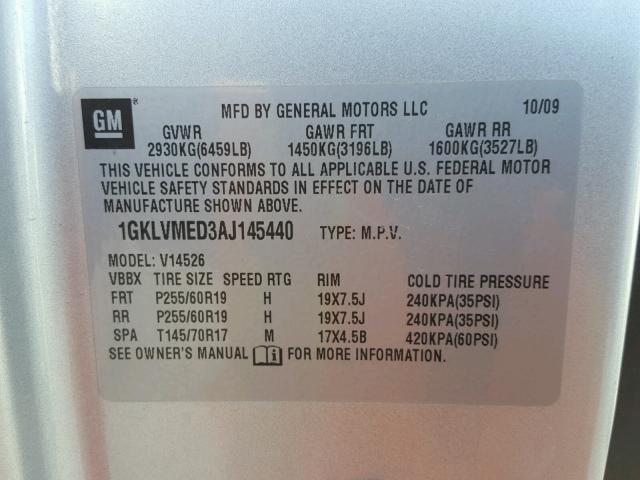 GM ® MFD BY GENERAL MOTORS LLC 10/09
GVWR GAWR FRT GAWR RR
2930KG(6459LB) 1450KG(3196LB) 1600KG(3527LB)
THIS VEHICLE CONFORMS TO ALL APPLICABLE U.S. FEDERAL MOTOR
VEHICLE SAFETY STANDARDS IN EFFECT ON THE DATE OF
MANUFACTURE SHOWN ABOVE.
1GKLVMED3AJ145440 TYPE: M.P.V.
MODEL: V14526
VBBX TIRE SIZE SPEED RTG RIM COLD TIRE PRESSURE
FRT P255/60R19 H 19X7.5J 240KPA(35PSI)
RR P255/60R19 H 19X7.5J 240KPA(35PSI)
SPA T145/70R17 M 17X4.5B 420KPA(60PSI)
SEE OWNER'S MANUAL i FOR MORE INFORMATION.